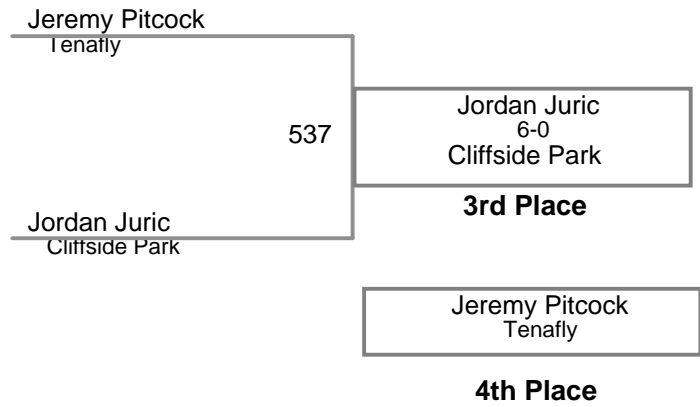 Jeremy Pitcock
Tenafly
537
Jordan Juric
6-0
Cliffside Park
3rd Place
Jordan Juric
Cliffside Park
Jeremy Pitcock
Tenafly
4th Place